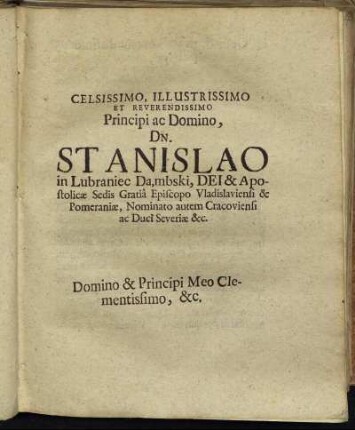 CELSISSIMO, ILLUSTRISSIMO
ET REVERENDISSIMO
Principi ac Domino,
DN.
STANISLAO
in Lubraniec Da,mbski, DEI & Apo-
stolicæ Sedis Gratiâ Episcopo Vladislaviensi &
Pomeraniæ, Nominato autem Cracoviensi
ac Duci Severiæ &c.
Domino & Principi Meo Cle-
mentissimo, &c.